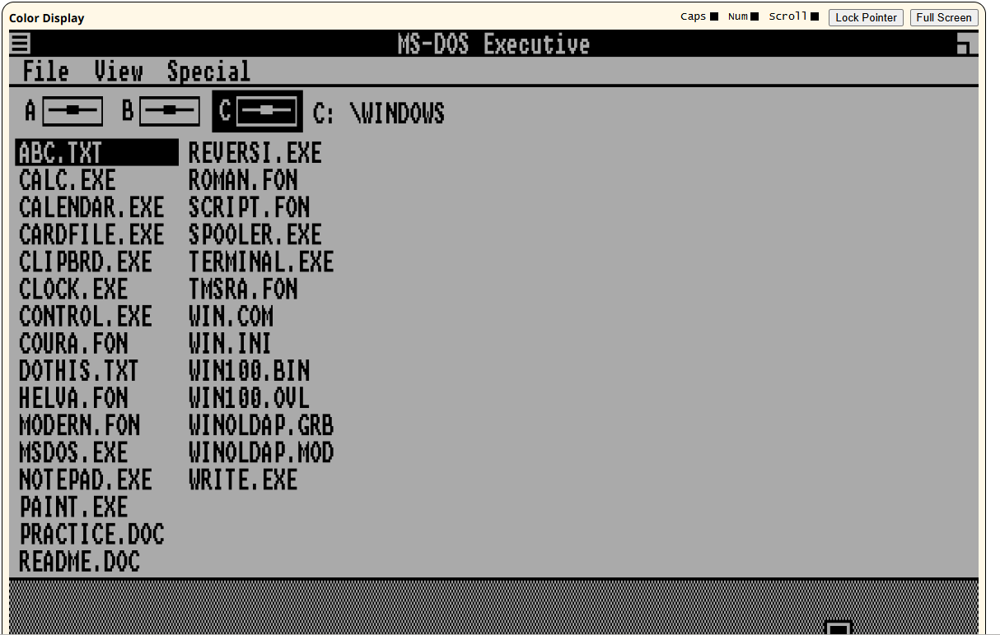 Color Display Caps Num Scroll Lock Pointer Full Screen
MS-DOS Executive
File View Special
A B C C: \WINDOWS
ABC.TXT REVERSI.EXE
CALC.EXE ROMAN.FON
CALENDAR.EXE SCRIPT.FON
CARDFILE.EXE SPOOLER.EXE
CLIPBRD.EXE TERMINAL.EXE
CLOCK.EXE TMSRA.FON
CONTROL.EXE WIN.COM
COURA.FON WIN.INI
DOTHIS.TXT WIN100.BIN
HELVA.FON WIN100.OVL
MODERN.FON WINOLDAP.GRB
MSDOS.EXE WINOLDAP.MOD
NOTEPAD.EXE WRITE.EXE
PAINT.EXE
PRACTICE.DOC
README.DOC